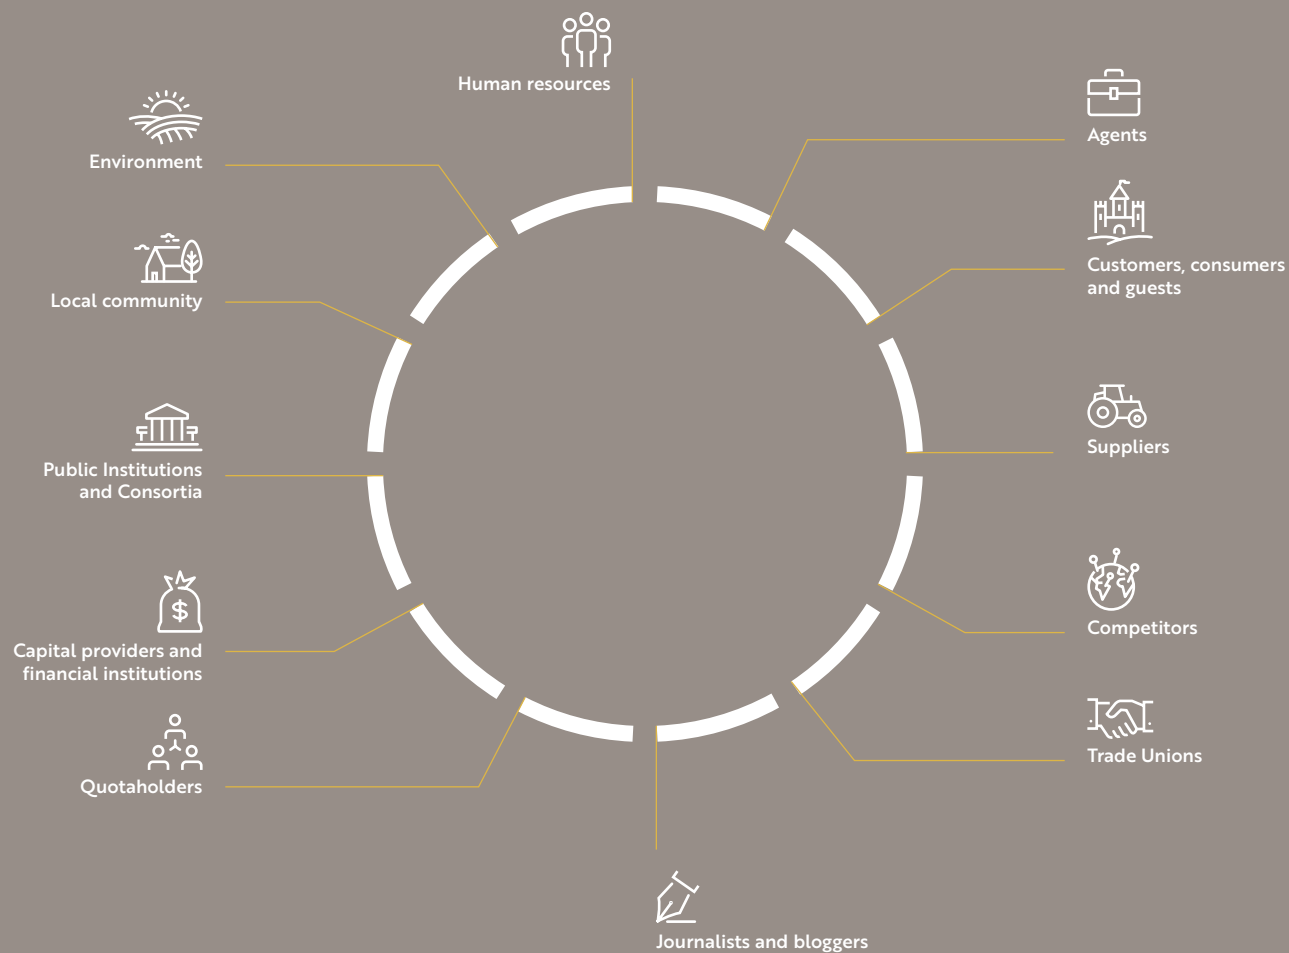 Human resources
Agents
Environment
Customers, consumers
and guests
Local community
Suppliers
Public Institutions
and Consortia
Competitors
Capital providers and
financial institutions
Trade Unions
Quotaholders
Journalists and bloggers